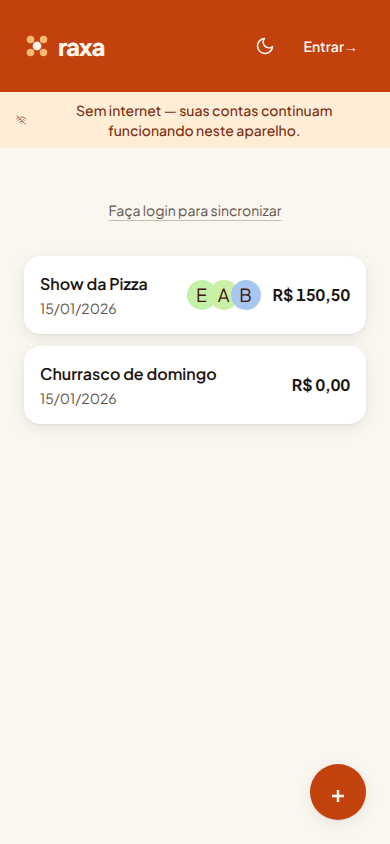 raxa
Entrar→
Sem internet — suas contas continuam
funcionando neste aparelho.
Faça login para sincronizar
Show da Pizza
E A B
R$ 150,50
15/01/2026
Churrasco de domingo
R$ 0,00
15/01/2026
+